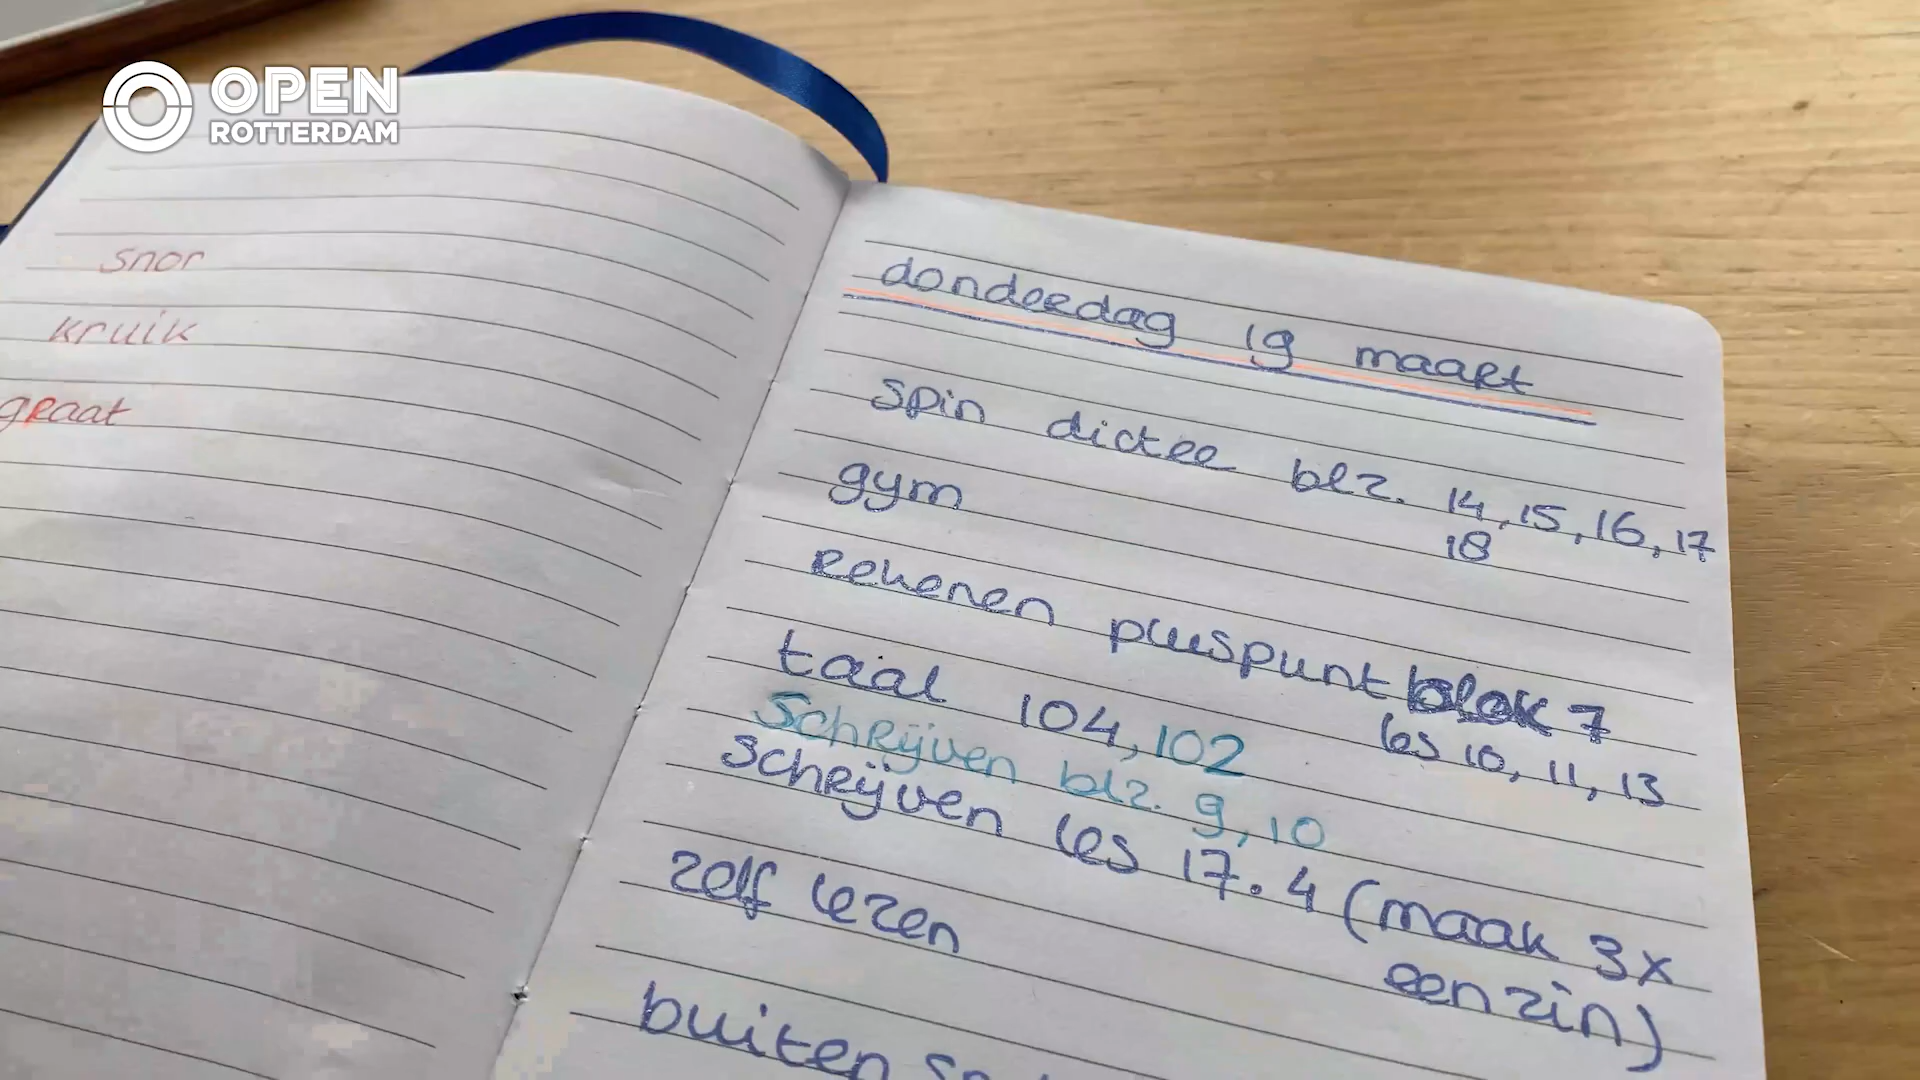 OPEN
ROTTERDAM
snor
kruik
graat
dondeedag 19 maart
spin dictee blz. 14, 15, 16, 17
18
Rekenen pluspunt blok 7
les 10, 11, 13
gym
taal 104, 102
Schrijven blz. 9, 10
schrijven les 17.4 (maak 3x
een zin)
zelf lezen
buiten